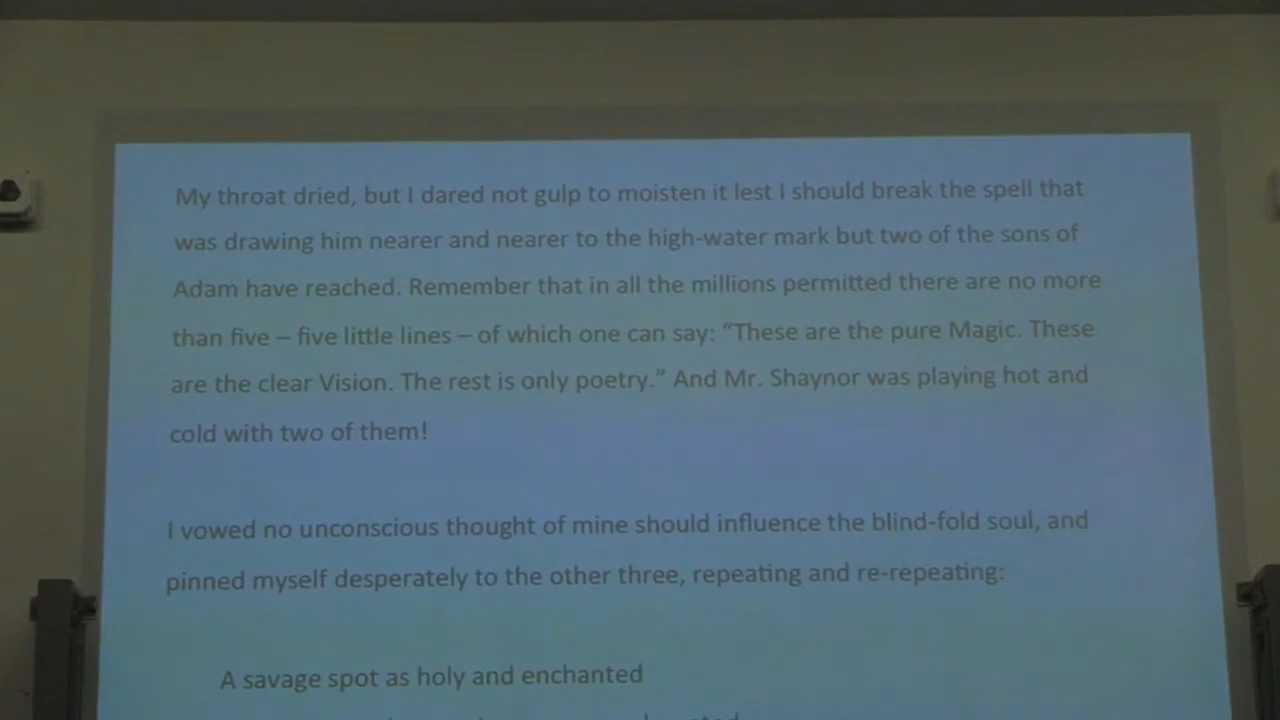 My throat dried, but I dared not gulp to moisten it lest I should break the spell that
was drawing him nearer and nearer to the high-water mark but two of the sons of
Adam have reached. Remember that in all the millions permitted there are no more
than five – five little lines – of which one can say: “These are the pure Magic. These
are the clear Vision. The rest is only poetry.” And Mr. Shaynor was playing hot and
cold with two of them!
I vowed no unconscious thought of mine should influence the blind-fold soul, and
pinned myself desperately to the other three, repeating and re-repeating:
A savage spot as holy and enchanted